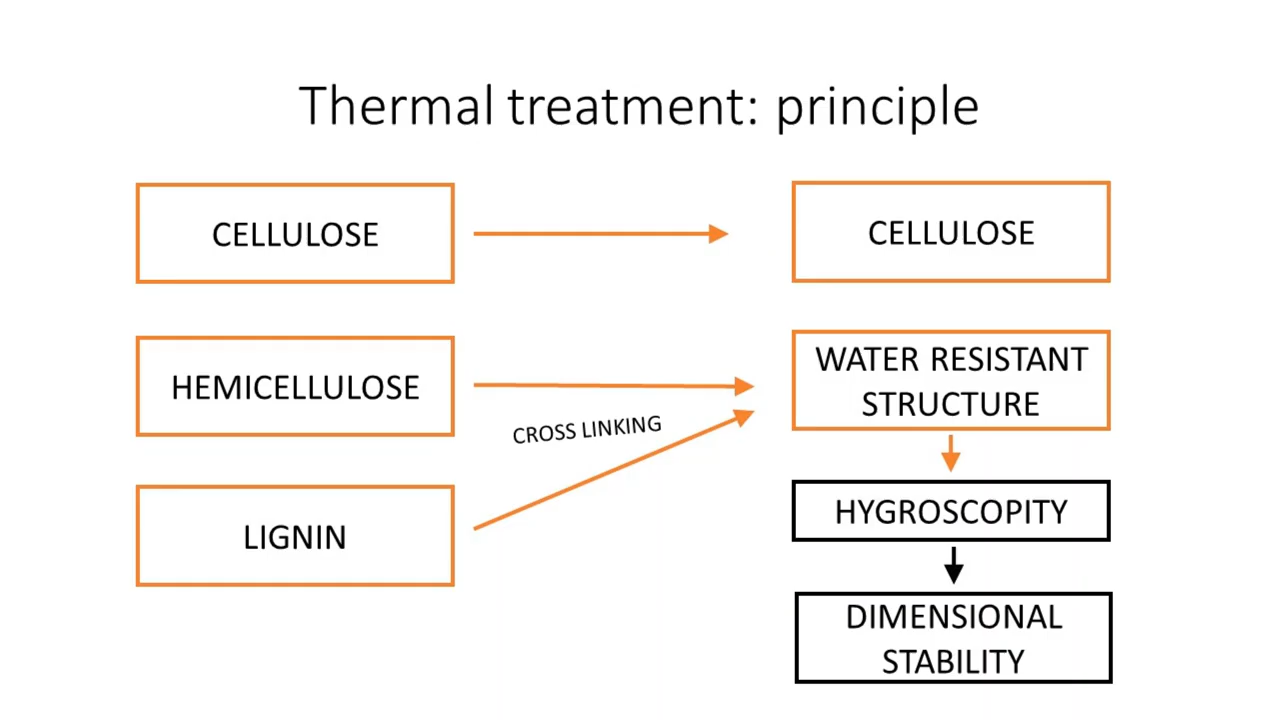 Thermal treatment: principle
CELLULOSE
CELLULOSE
HEMICELLULOSE
WATER RESISTANT
STRUCTURE
CROSS LINKING
LIGNIN
HYGROSCOPITY
DIMENSIONAL
STABILITY